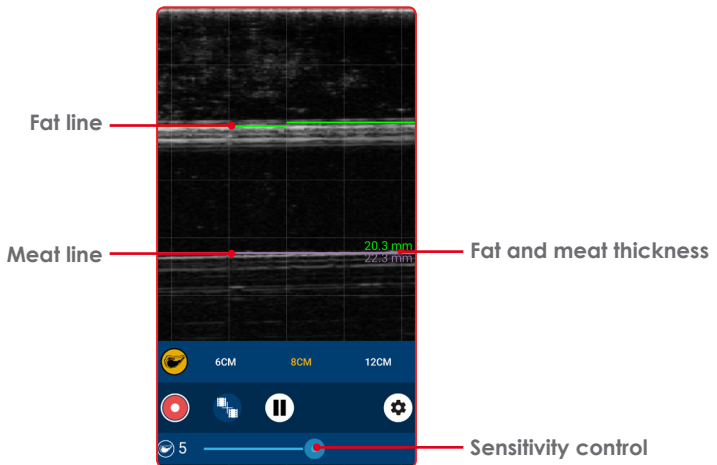 Fat line
Meat line
20.3 mm
22.3 mm
Fat and meat thickness
6CM 8CM 12CM
5
Sensitivity control